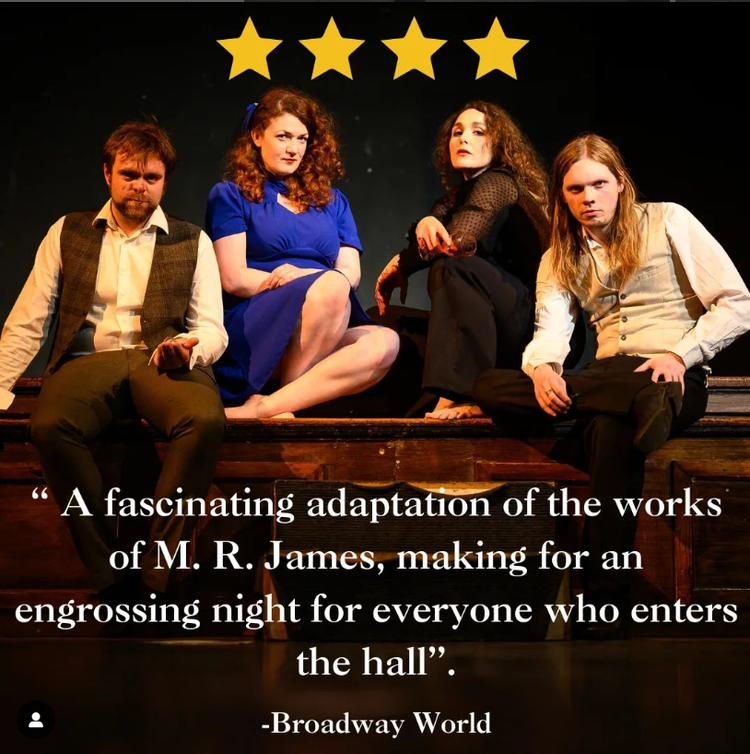 “ A fascinating adaptation of the works
of M. R. James, making for an
engrossing night for everyone who enters
the hall”.
-Broadway World